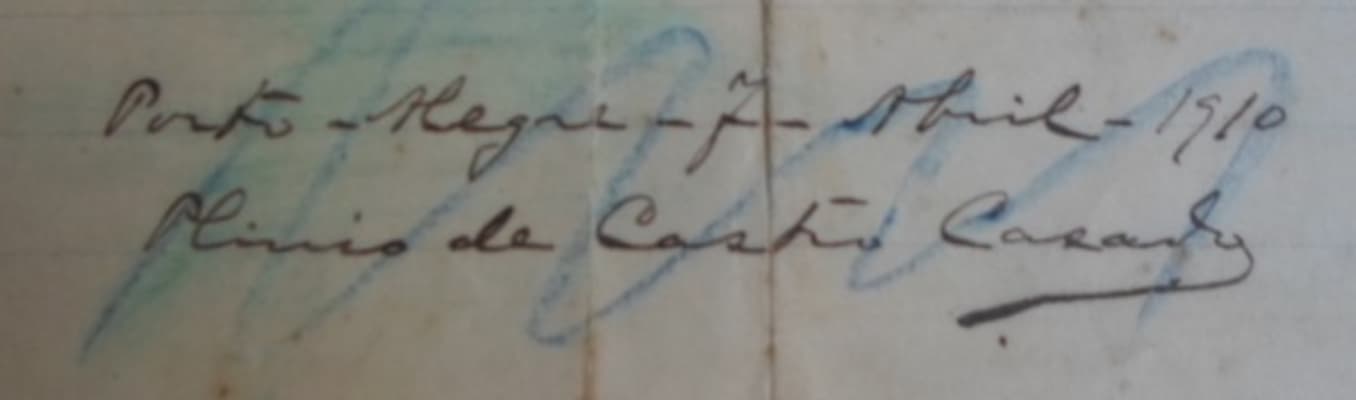 Porto-Alegre-7-Abril-1910
Plinio de Castro Casado